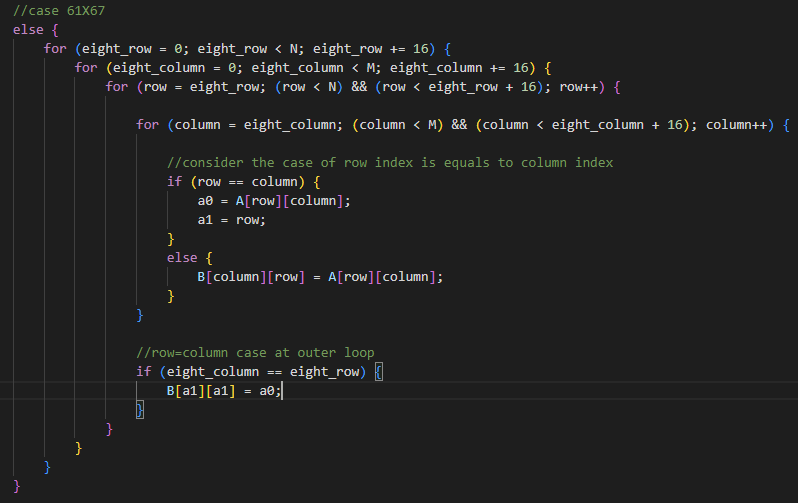 //case 61X67
else {
for (eight_row = 0; eight_row < N; eight_row += 16) {
for (eight_column = 0; eight_column < M; eight_column += 16) {
for (row = eight_row; (row < N) && (row < eight_row + 16); row++) {
for (column = eight_column; (column < M) && (column < eight_column + 16); column++) {
//consider the case of row index is equals to column index
if (row == column) {
a0 = A[row][column];
a1 = row;
}
else {
B[column][row] = A[row][column];
}
}
//row=column case at outer loop
if (eight_column == eight_row) {
B[a1][a1] = a0;
}
}
}
}
}